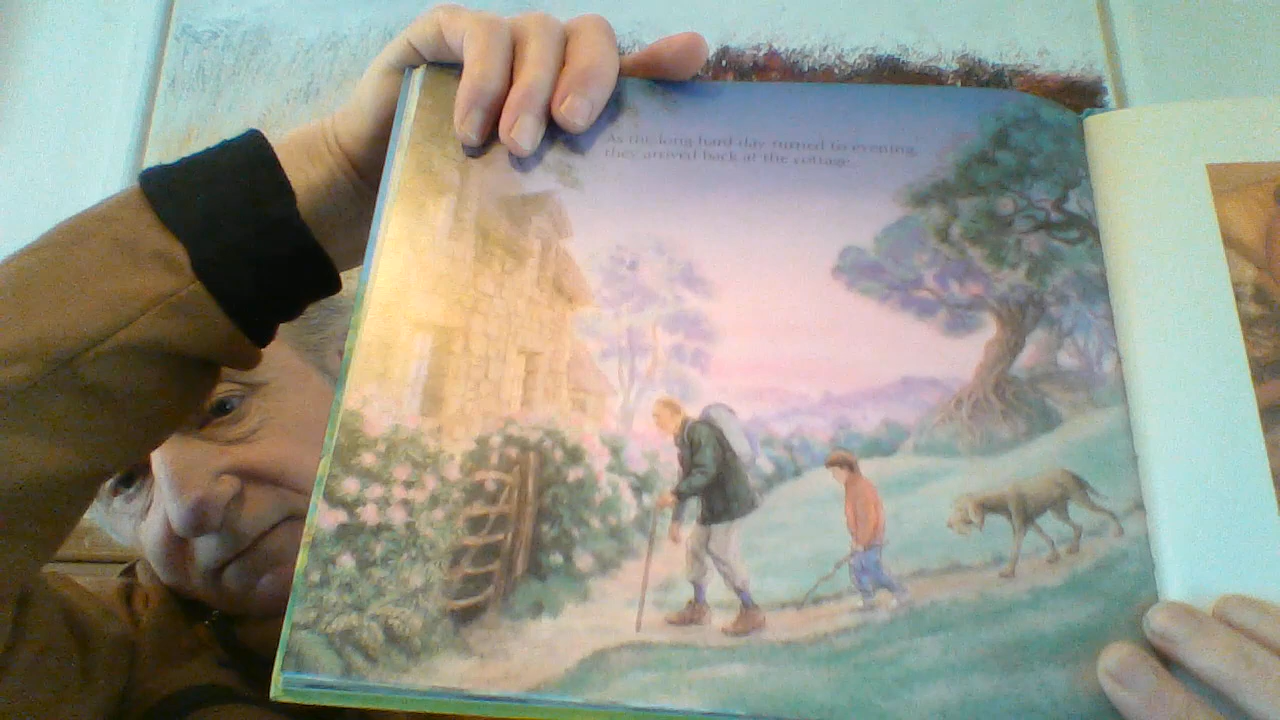 As the long hard day turned to evening,
they arrived back at the cottage.